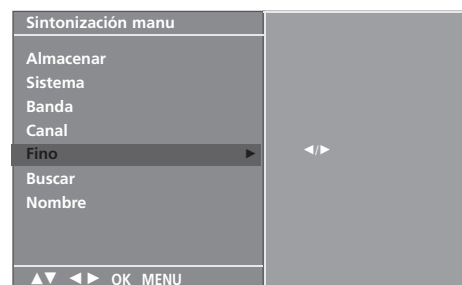 Sintonización manu
Almacenar
Sistema
Banda
Canal
Fino ▶
◀/▶
Buscar
Nombre
▲▼ ◀▶ OK MENU